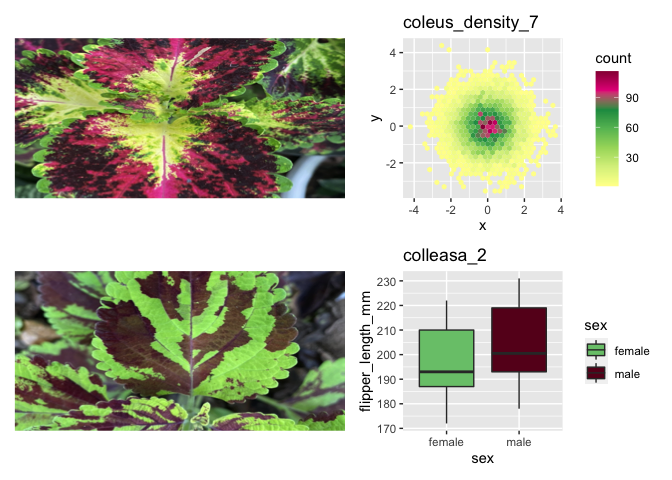 coleus_density_7
4
2
0
-2
y
-4 -2 0 2 4
x
count
90
60
30
colleasa_2
230
220
210
200
190
180
170
flipper_length_mm
female male
sex
sex
female
male